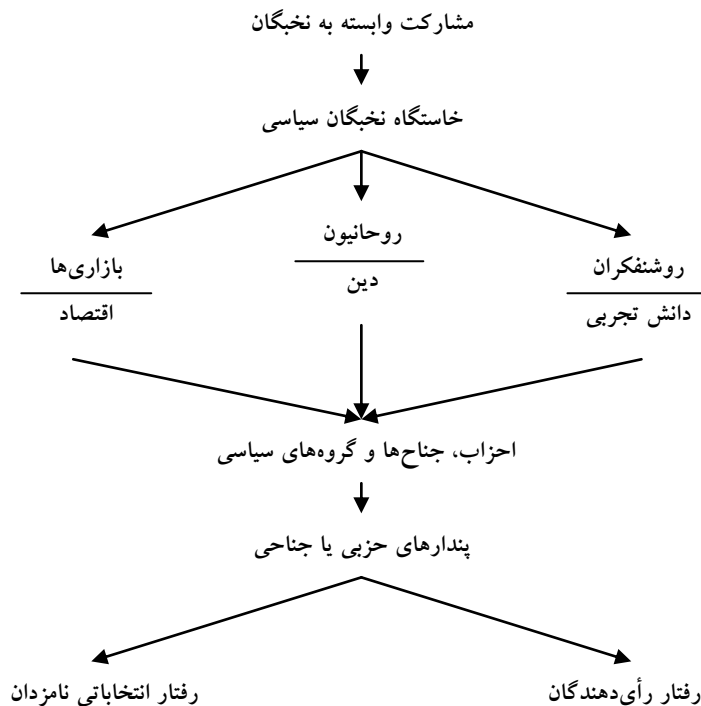 مشارکت وابسته به نخبگان
خاستگاه نخبگان سیاسی
روشنفکران
دانش تجربی
روحانیون
دین
بازاری‌ها
اقتصاد
احزاب، جناح‌ها و گروه‌های سیاسی
پندارهای حزبی یا جناحی
رفتار رأی‌دهندگان
رفتار انتخاباتی نامزدان